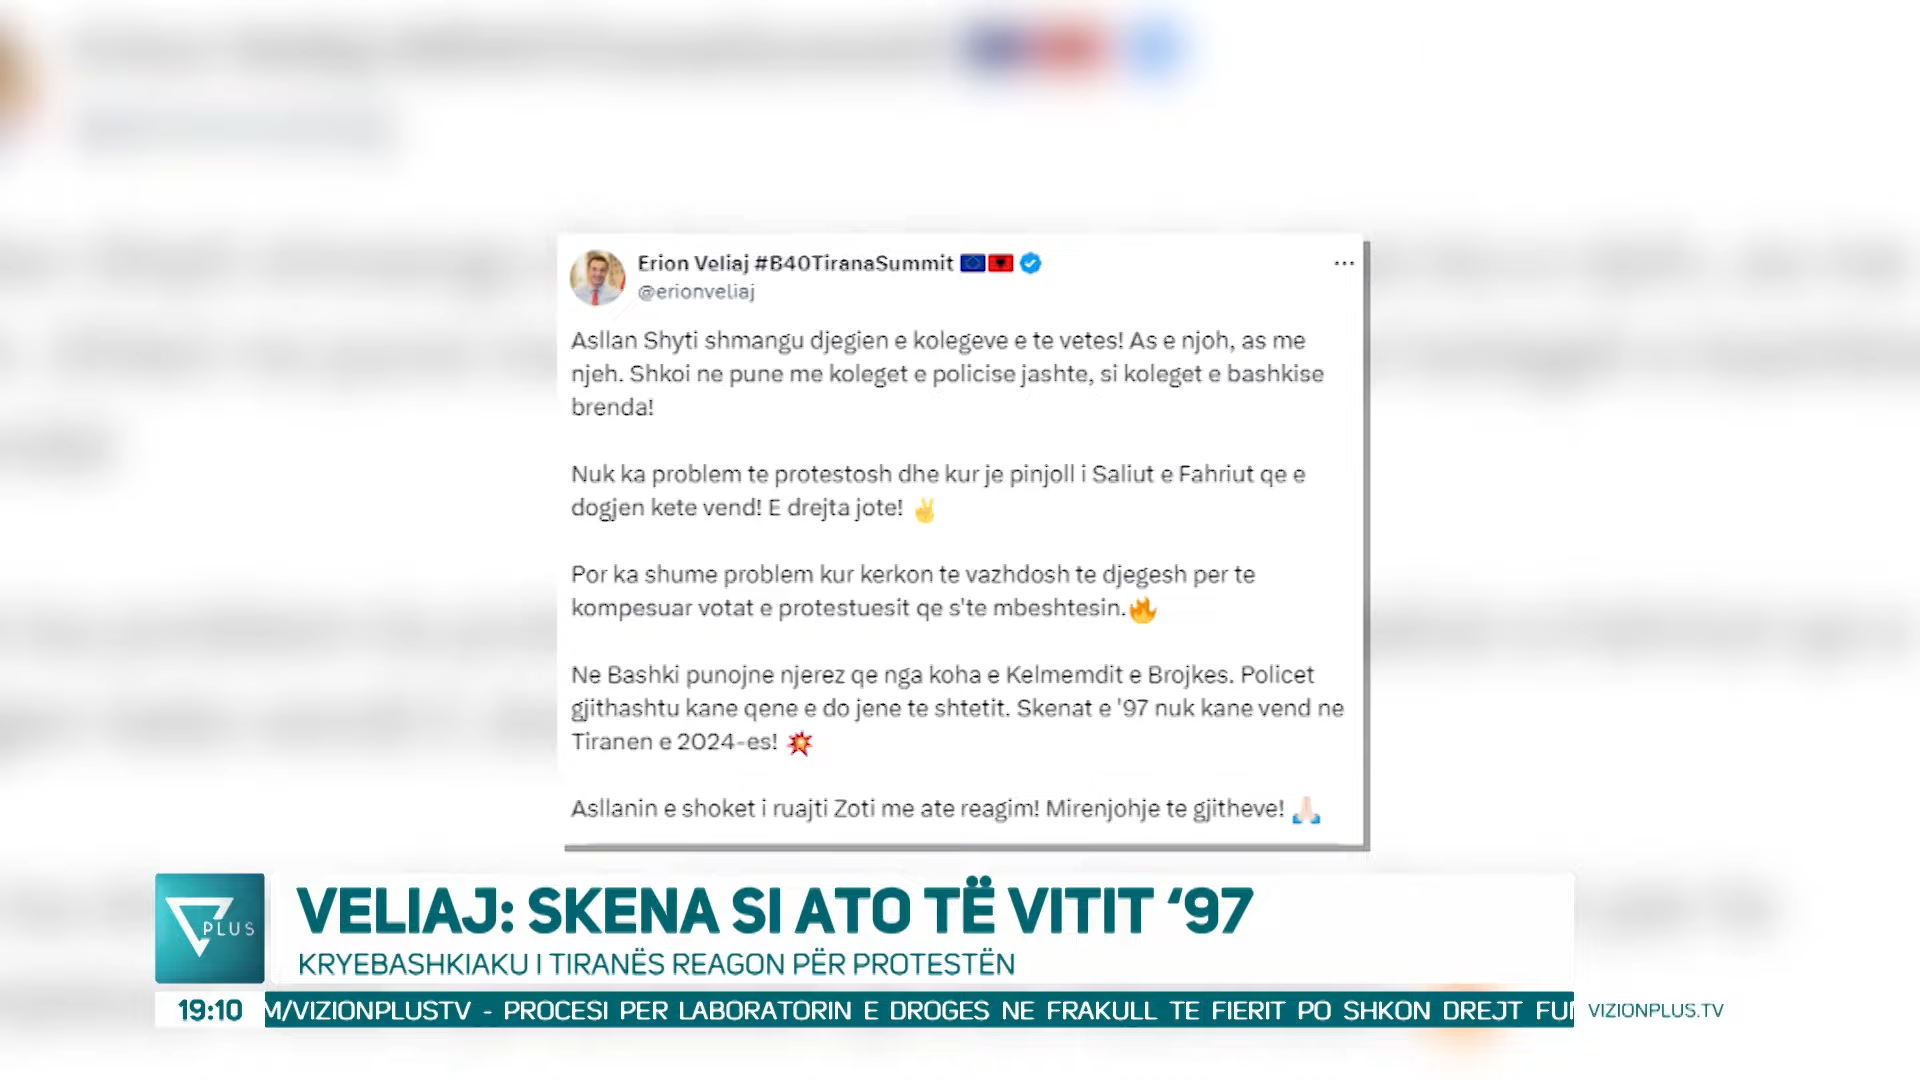 Erion Veliaj #B40TiranaSummit 🇪🇺🇦🇱
@erionveliaj
Asllan Shyti shmangu djegien e kolegeve e te vetes! As e njoh, as me
njeh. Shkoi ne pune me koleget e policise jashte, si koleget e bashkise
brenda!
Nuk ka problem te protestosh dhe kur je pinjoll i Saliut e Fahriut qe e
dogjen kete vend! E drejta jote! ✌️
Por ka shume problem kur kerkon te vazhdosh te djegesh per te
kompesuar votat e protestuesit qe s'te mbeshtesin.🔥
Ne Bashki punojne njerez qe nga koha e Kelmemdit e Brojkes. Policet
gjithashtu kane qene e do jene te shtetit. Skenat e '97 nuk kane vend ne
Tiranen e 2024-es! 💥
Asllanin e shoket i ruajti Zoti me ate reagim! Mirenjohje te gjitheve! 🙏🏻
PLUS
VELIAJ: SKENA SI ATO TË VITIT ‘97
KRYEBASHKIAKU I TIRANËS REAGON PËR PROTESTËN
19:10 M/VIZIONPLUSTV - PROCESI PER LABORATORIN E DROGES NE FRAKULL TE FIERIT PO SHKON DREJT VIZIONPLUS.TV